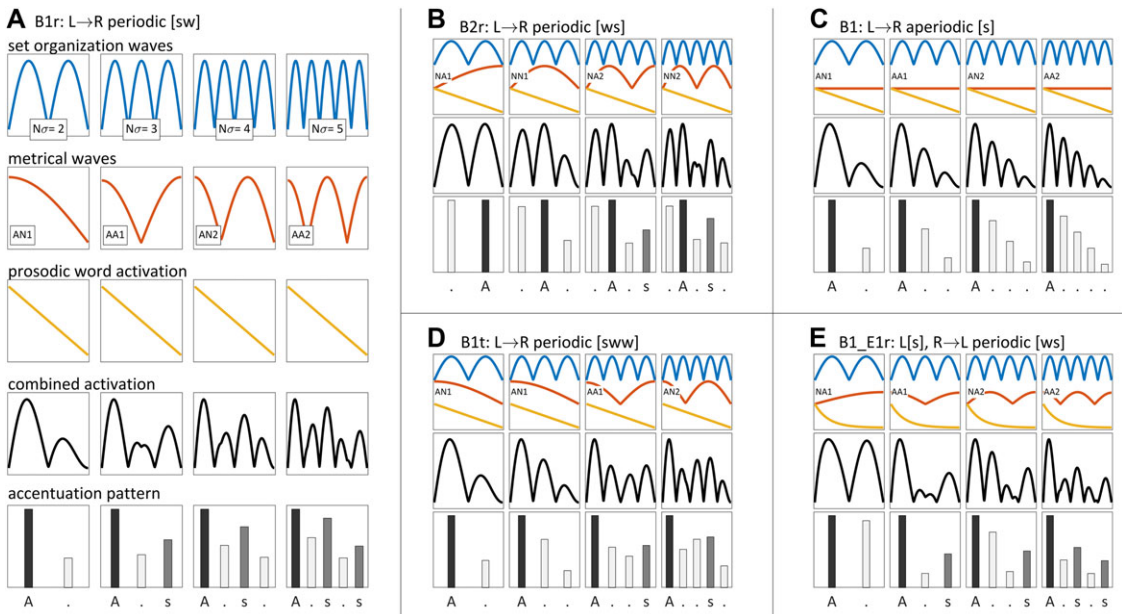 A B1r: L→R periodic [sw]
set organization waves
Nσ= 2 Nσ= 3 Nσ= 4 Nσ= 5
metrical waves
AN1 AA1 AN2 AA2
prosodic word activation
combined activation
accentuation pattern
A . A . s A . s . A . s . s
B B2r: L→R periodic [ws]
NA1 NN1 NA2 NN2
. A . A . . A . s . A . s .
C B1: L→R aperiodic [s]
AN1 AA1 AN2 AA2
A . A . . A . . . A . . . .
D B1t: L→R periodic [sww]
AN1 AN1 AA1 AN2
A . A . . A . . s A . . s .
E B1_E1r: L[s], R→L periodic [ws]
NA1 AA1 NA2 AA2
A . A . s A . . s A . s . s